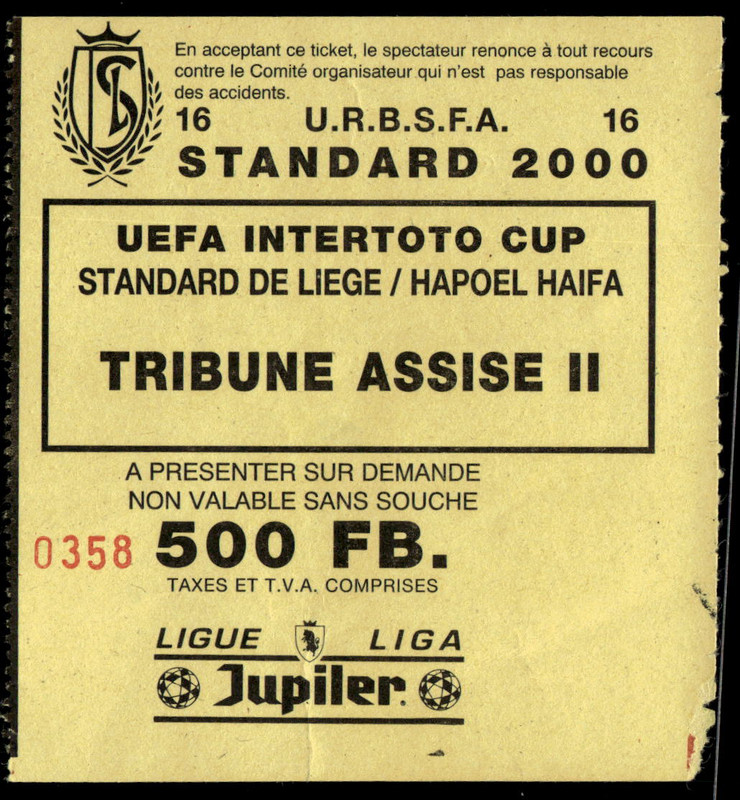 En acceptant ce ticket, le spectateur renonce à tout recours
contre le Comité organisateur qui n'est pas responsable
des accidents.
16 U.R.B.S.F.A. 16
STANDARD 2000
UEFA INTERTOTO CUP
STANDARD DE LIEGE / HAPOEL HAIFA
TRIBUNE ASSISE II
A PRESENTER SUR DEMANDE
NON VALABLE SANS SOUCHE
0358 500 FB.
TAXES ET T.V.A. COMPRISES
LIGUE LIGA
Jupiler